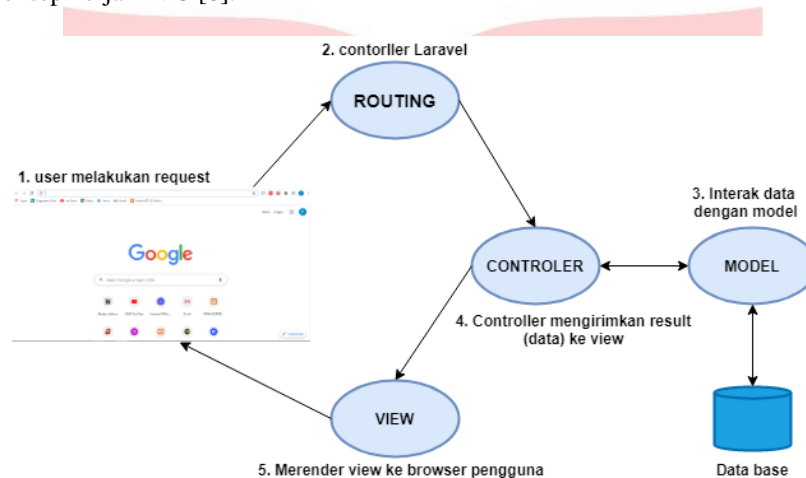 2. contorller Laravel
ROUTING
1. user melakukan request
Google
3. Interak data
dengan model
CONTROLER
MODEL
4. Controller mengirimkan result
(data) ke view
VIEW
5. Merender view ke browser pengguna
Data base